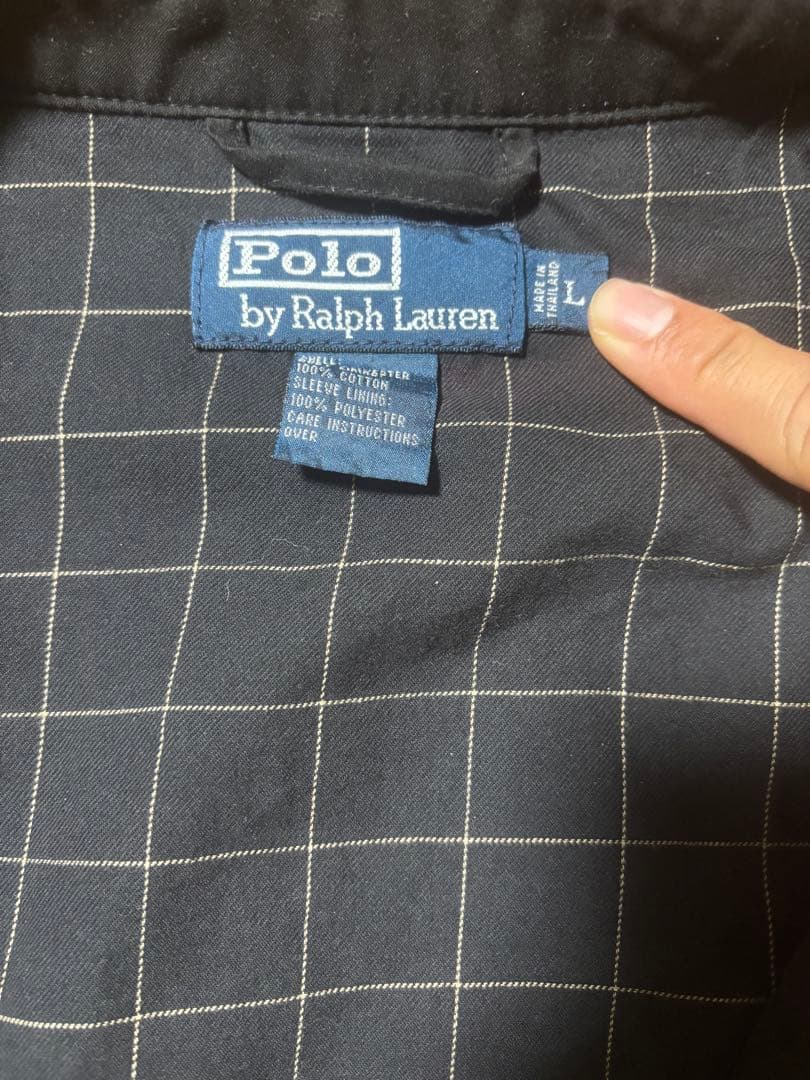 Polo
by Ralph Lauren
MADE IN
THAILAND
L
100% COTTON
SLEEVE LINING:
100% POLYESTER
CARE INSTRUCTIONS
OVER